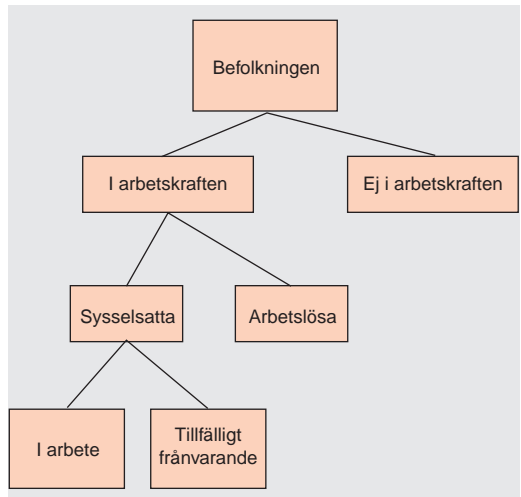 Befolkningen
I arbetskraften
Ej i arbetskraften
Sysselsatta
Arbetslösa
I arbete
Tillfälligt
frånvarande